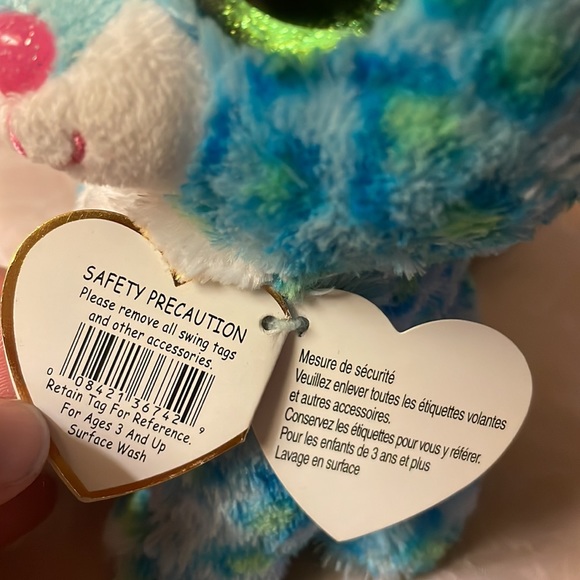 SAFETY PRECAUTION
Please remove all swing tags
and other accessories.
0 08421 36742 9
Retain Tag For Reference.
For Ages 3 And Up
Surface Wash
Mesure de sécurité
Veuillez enlever toutes les étiquettes volantes
et autres accessoires.
Conservez les étiquettes pour vous y référer.
Pour les enfants de 3 ans et plus
Lavage en surface